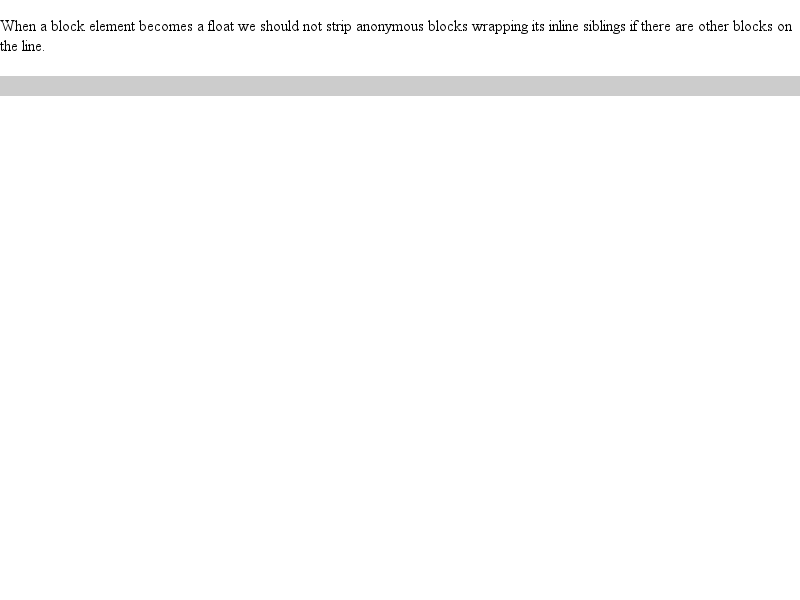 When a block element becomes a float we should not strip anonymous blocks wrapping its inline siblings if there are other blocks on
the line.